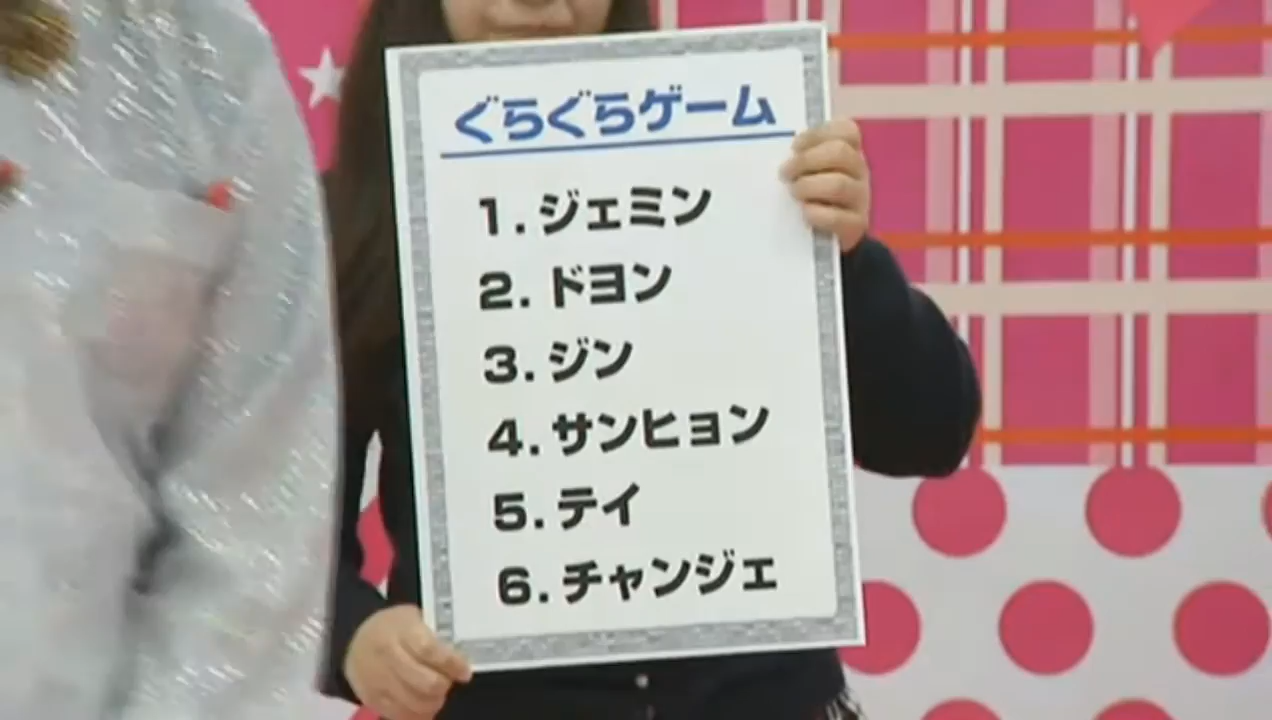 ぐらぐらゲーム
1.ジェミン
2.ドヨン
3.ジン
4.サンヒョン
5.テイ
6.チャンジェ